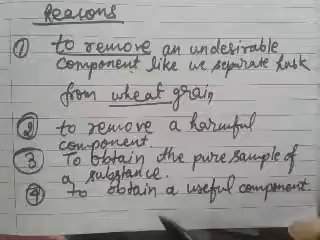 Reasons
① to remove an undesirable
component like we separate husk
from wheat grain
② to remove a harmful
component.
③ To obtain the pure sample of
a substance.
④ To obtain a useful component.